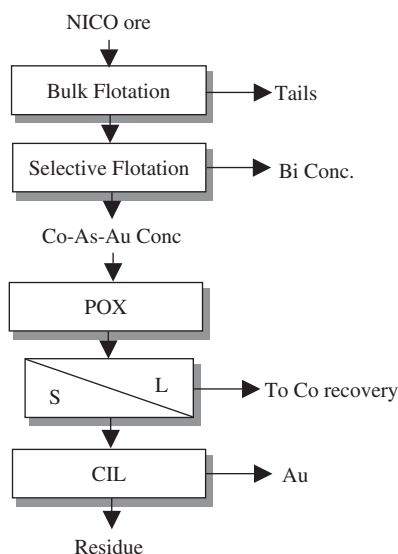 NICO ore
Bulk Flotation
Tails
Selective Flotation
Bi Conc.
Co-As-Au Conc
POX
S
L
To Co recovery
CIL
Au
Residue